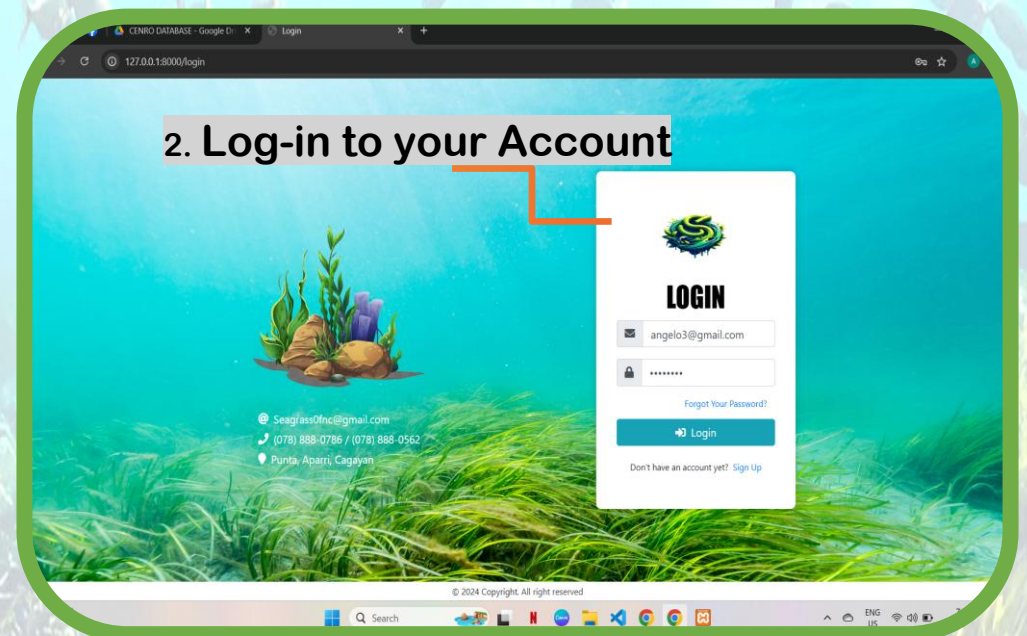 CENRO DATABASE - Google Dri
Login
127.0.0.1:8000/login
2. Log-in to your Account
LOGIN
angelo3@gmail.com
••••••••
Forgot Your Password?
Login
Don't have an account yet? Sign Up
@ Seagrass0fnc@gmail.com
(078) 888-0786 / (078) 888-0562
Punta, Aparri, Cagayan
© 2024 Copyright. All right reserved
Search
ENG
US